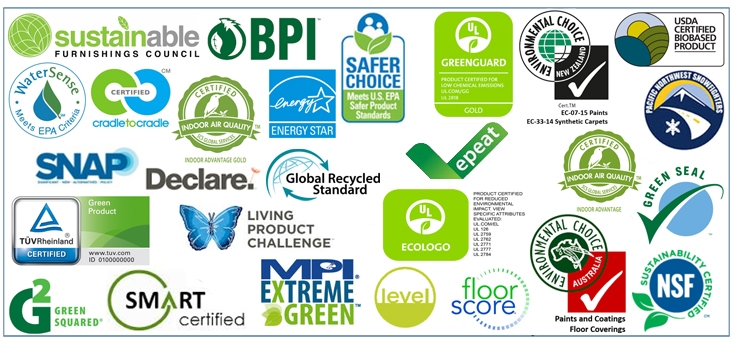 sustainable
FURNISHINGS COUNCIL
BPI™
SAFER
CHOICE
Meets U.S. EPA
Safer Product
Standards
UL
GREENGUARD
PRODUCT CERTIFIED FOR
LOW CHEMICAL EMISSIONS
UL.COM/GG
UL 2818
GOLD
ENVIRONMENTAL CHOICE
NEW ZEALAND
Cert.TM
EC-07-15 Paints
EC-33-14 Synthetic Carpets
USDA
CERTIFIED
BIOBASED
PRODUCT
WaterSense
Meets EPA Criteria
CM
CERTIFIED
cradletocradle
CERTIFIED
INDOOR AIR QUALITY
SCS GLOBAL SERVICES
INDOOR ADVANTAGE GOLD
energy
ENERGY STAR
PACIFIC NORTHWEST SNOWFIGHTERS
epeat
SNAP
SIGNIFICANT NEW ALTERNATIVES POLICY
Declare.
Global Recycled
Standard
CERTIFIED
INDOOR AIR QUALITY
SCS GLOBAL SERVICES
INDOOR ADVANTAGE
GREEN SEAL
TÜVRheinland
CERTIFIED
Green
Product
www.tuv.com
ID 0100000000
LIVING
PRODUCT
CHALLENGE
UL
ECOLOGO
PRODUCT CERTIFIED
FOR REDUCED
ENVIRONMENTAL
IMPACT. VIEW
SPECIFIC ATTRIBUTES
EVALUATED:
UL.COM/EL
UL 126
UL 2759
UL 2762
UL 2771
UL 2777
UL 2784
ENVIRONMENTAL CHOICE
AUSTRALIA
Paints and Coatings
Floor Coverings
SUSTAINABILITY CERTIFIED
NSF
G2
GREEN
SQUARED®
SMaRT
certified
MPI®
EXTREME
GREEN™
level
floor
score